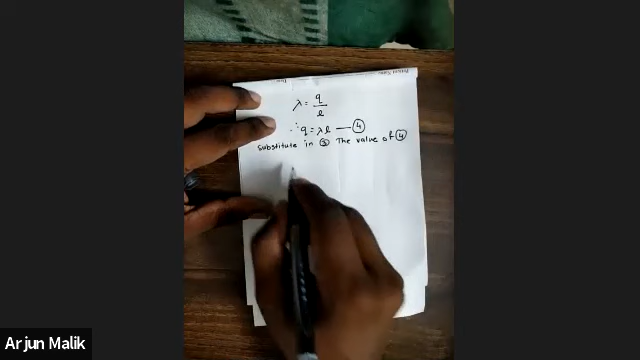 λ = q/l
∴ q = λl — ④
substitute in ③ The value of ④
Arjun Malik